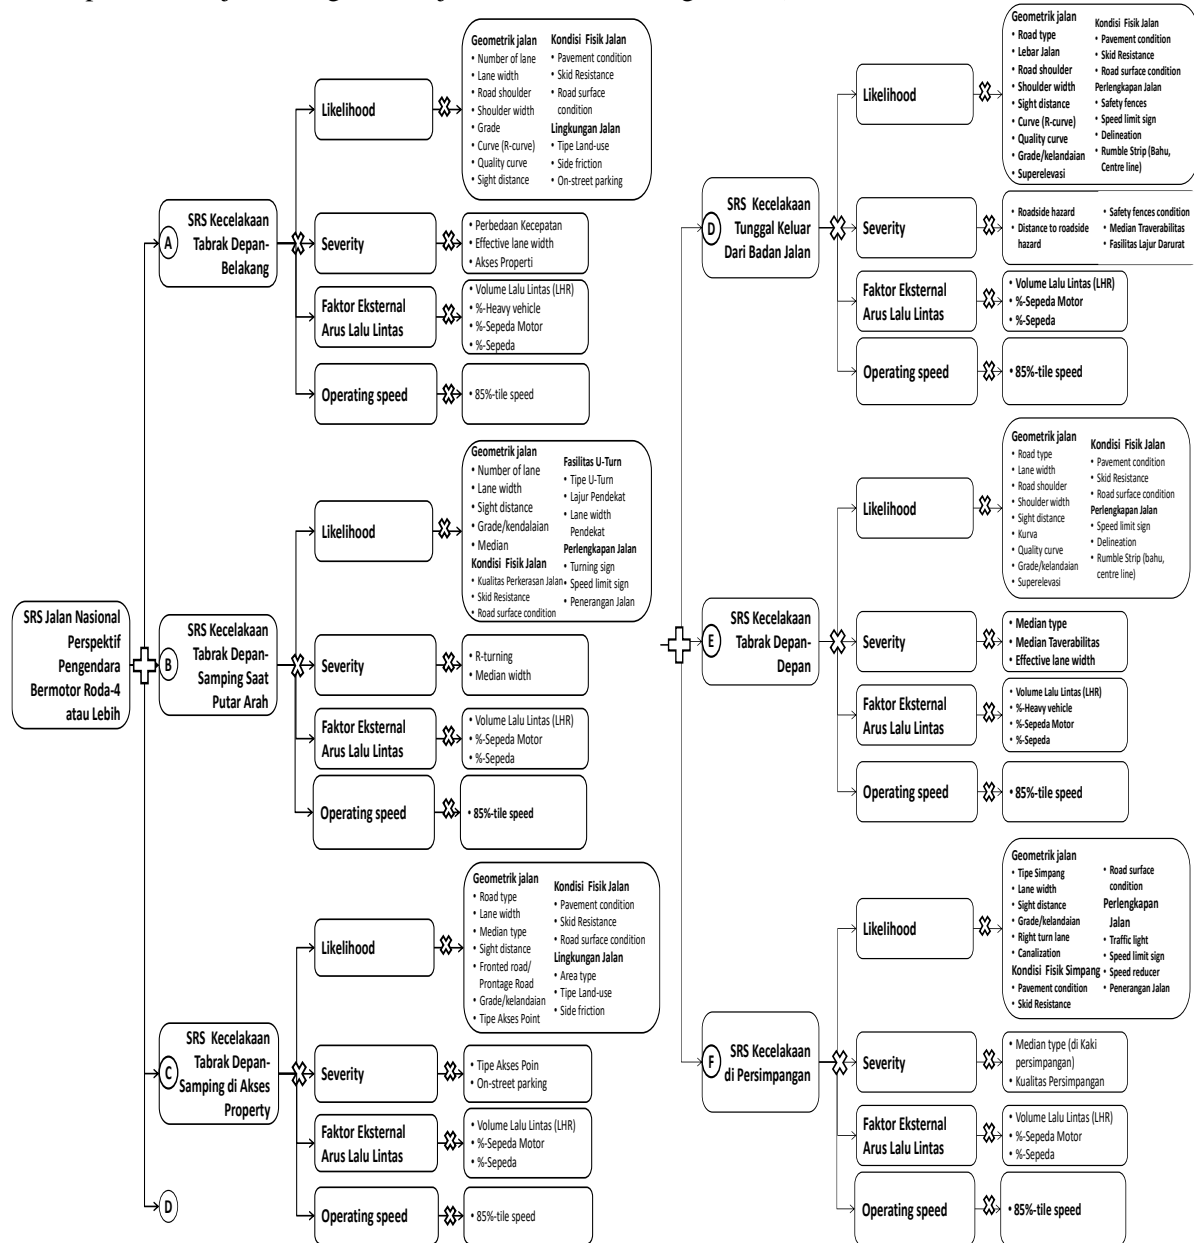 SRS Jalan Nasional
Perspektif
Pengendara
Bermotor Roda-4
atau Lebih
A
SRS Kecelakaan
Tabrak Depan-
Belakang
Likelihood
Geometrik jalan
• Number of lane
• Lane width
• Road shoulder
• Shoulder width
• Grade
• Curve (R-curve)
• Quality curve
• Sight distance
Kondisi Fisik Jalan
• Pavement condition
• Skid Resistance
• Road surface
condition
Lingkungan Jalan
• Tipe Land-use
• Side friction
• On-street parking
Severity
• Perbedaan Kecepatan
• Effective lane width
• Akses Properti
Faktor Eksternal
Arus Lalu Lintas
• Volume Lalu Lintas (LHR)
• %-Heavy vehicle
• %-Sepeda Motor
• %-Sepeda
Operating speed
• 85%-tile speed
B
SRS Kecelakaan
Tabrak Depan-
Samping Saat
Putar Arah
Likelihood
Geometrik jalan
• Number of lane
• Lane width
• Sight distance
• Grade/kendalaian
• Median
Kondisi Fisik Jalan
• Kualitas Perkerasan Jalan
• Skid Resistance
• Road surface condition
Fasilitas U-Turn
• Tipe U-Turn
• Lajur Pendekat
• Lane width
Pendekat
Perlengkapan Jalan
• Turning sign
• Speed limit sign
• Penerangan Jalan
Severity
• R-turning
• Median width
Faktor Eksternal
Arus Lalu Lintas
• Volume Lalu Lintas (LHR)
• %-Sepeda Motor
• %-Sepeda
Operating speed
• 85%-tile speed
C
SRS Kecelakaan
Tabrak Depan-
Samping di Akses
Property
Likelihood
Geometrik jalan
• Road type
• Lane width
• Median type
• Sight distance
• Fronted road/
Prontage Road
• Grade/kelandaian
• Tipe Akses Point
Kondisi Fisik Jalan
• Pavement condition
• Skid Resistance
• Road surface condition
Lingkungan Jalan
• Area type
• Tipe Land-use
• Side friction
Severity
• Tipe Akses Poin
• On-street parking
Faktor Eksternal
Arus Lalu Lintas
• Volume Lalu Lintas (LHR)
• %-Sepeda Motor
• %-Sepeda
Operating speed
• 85%-tile speed
D
D
SRS Kecelakaan
Tunggal Keluar
Dari Badan Jalan
Likelihood
Geometrik jalan
• Road type
• Lebar Jalan
• Road shoulder
• Shoulder width
• Sight distance
• Curve (R-curve)
• Quality curve
• Grade/kelandaian
• Superelevasi
Kondisi Fisik Jalan
• Pavement condition
• Skid Resistance
• Road surface condition
Perlengkapan Jalan
• Safety fences
• Speed limit sign
• Delineation
• Rumble Strip (Bahu,
Centre line)
Severity
• Roadside hazard
• Distance to roadside
hazard
• Safety fences condition
• Median Traverabilitas
• Fasilitas Lajur Darurat
Faktor Eksternal
Arus Lalu Lintas
• Volume Lalu Lintas (LHR)
• %-Sepeda Motor
• %-Sepeda
Operating speed
• 85%-tile speed
E
SRS Kecelakaan
Tabrak Depan-
Depan
Likelihood
Geometrik jalan
• Road type
• Lane width
• Road shoulder
• Shoulder width
• Sight distance
• Kurva
• Quality curve
• Grade/kelandaian
• Superelevasi
Kondisi Fisik Jalan
• Pavement condition
• Skid Resistance
• Road surface condition
Perlengkapan Jalan
• Speed limit sign
• Delineation
• Rumble Strip (bahu,
centre line)
Severity
• Median type
• Median Taverabilitas
• Effective lane width
Faktor Eksternal
Arus Lalu Lintas
• Volume Lalu Lintas (LHR)
• %-Heavy vehicle
• %-Sepeda Motor
• %-Sepeda
Operating speed
• 85%-tile speed
F
SRS Kecelakaan
di Persimpangan
Likelihood
Geometrik jalan
• Tipe Simpang
• Lane width
• Sight distance
• Grade/kelandaian
• Right turn lane
• Canalization
Kondisi Fisik Simpang
• Pavement condition
• Skid Resistance
• Road surface
condition
Perlengkapan
Jalan
• Traffic light
• Speed limit sign
• Speed reducer
• Penerangan Jalan
Severity
• Median type (di Kaki
persimpangan)
• Kualitas Persimpangan
Faktor Eksternal
Arus Lalu Lintas
• Volume Lalu Lintas (LHR)
• %-Sepeda Motor
• %-Sepeda
Operating speed
• 85%-tile speed